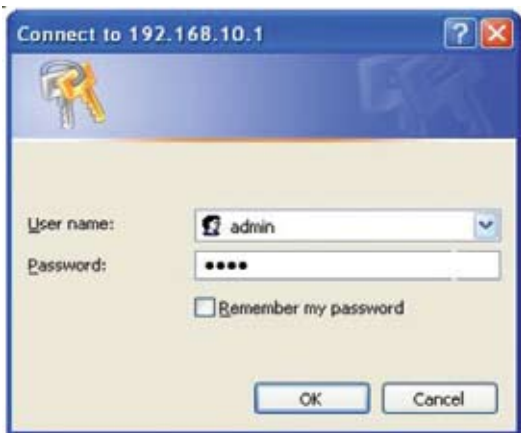 Connect to 192.168.10.1
User name:
admin
Password:
••••
Remember my password
OK
Cancel